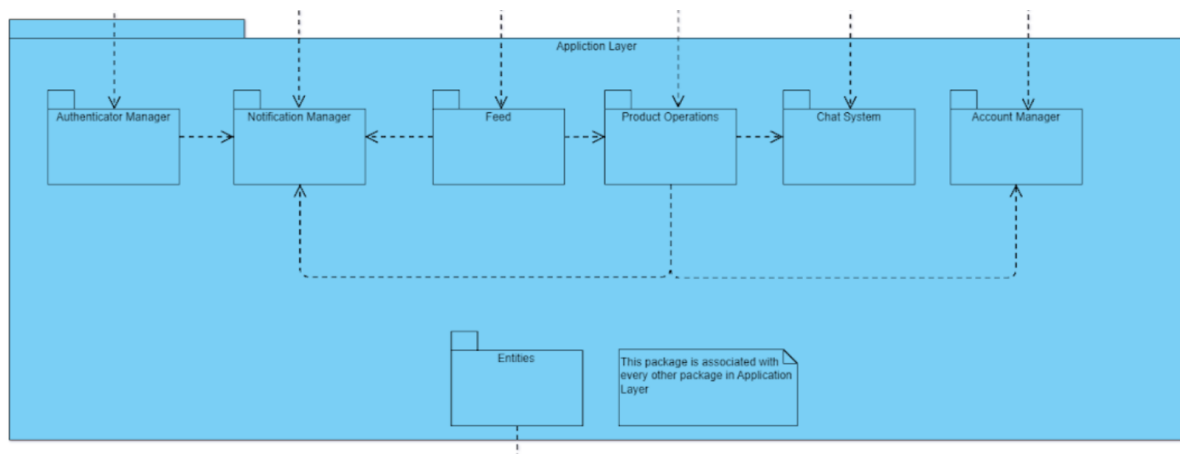 Appliction Layer
Authenticator Manager
Notification Manager
Feed
Product Operations
Chat System
Account Manager
Entities
This package is associated with
every other package in Application
Layer